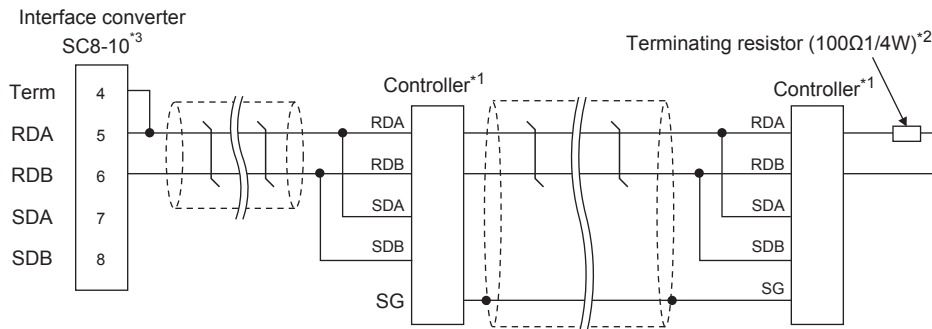 Interface converter
SC8-10*3
Terminating resistor (100Ω1/4W)*2
Controller*1
Controller*1
Term 4
RDA 5
RDB 6
SDA 7
SDB 8
RDA
RDB
SDA
SDB
SG
RDA
RDB
SDA
SDB
SG